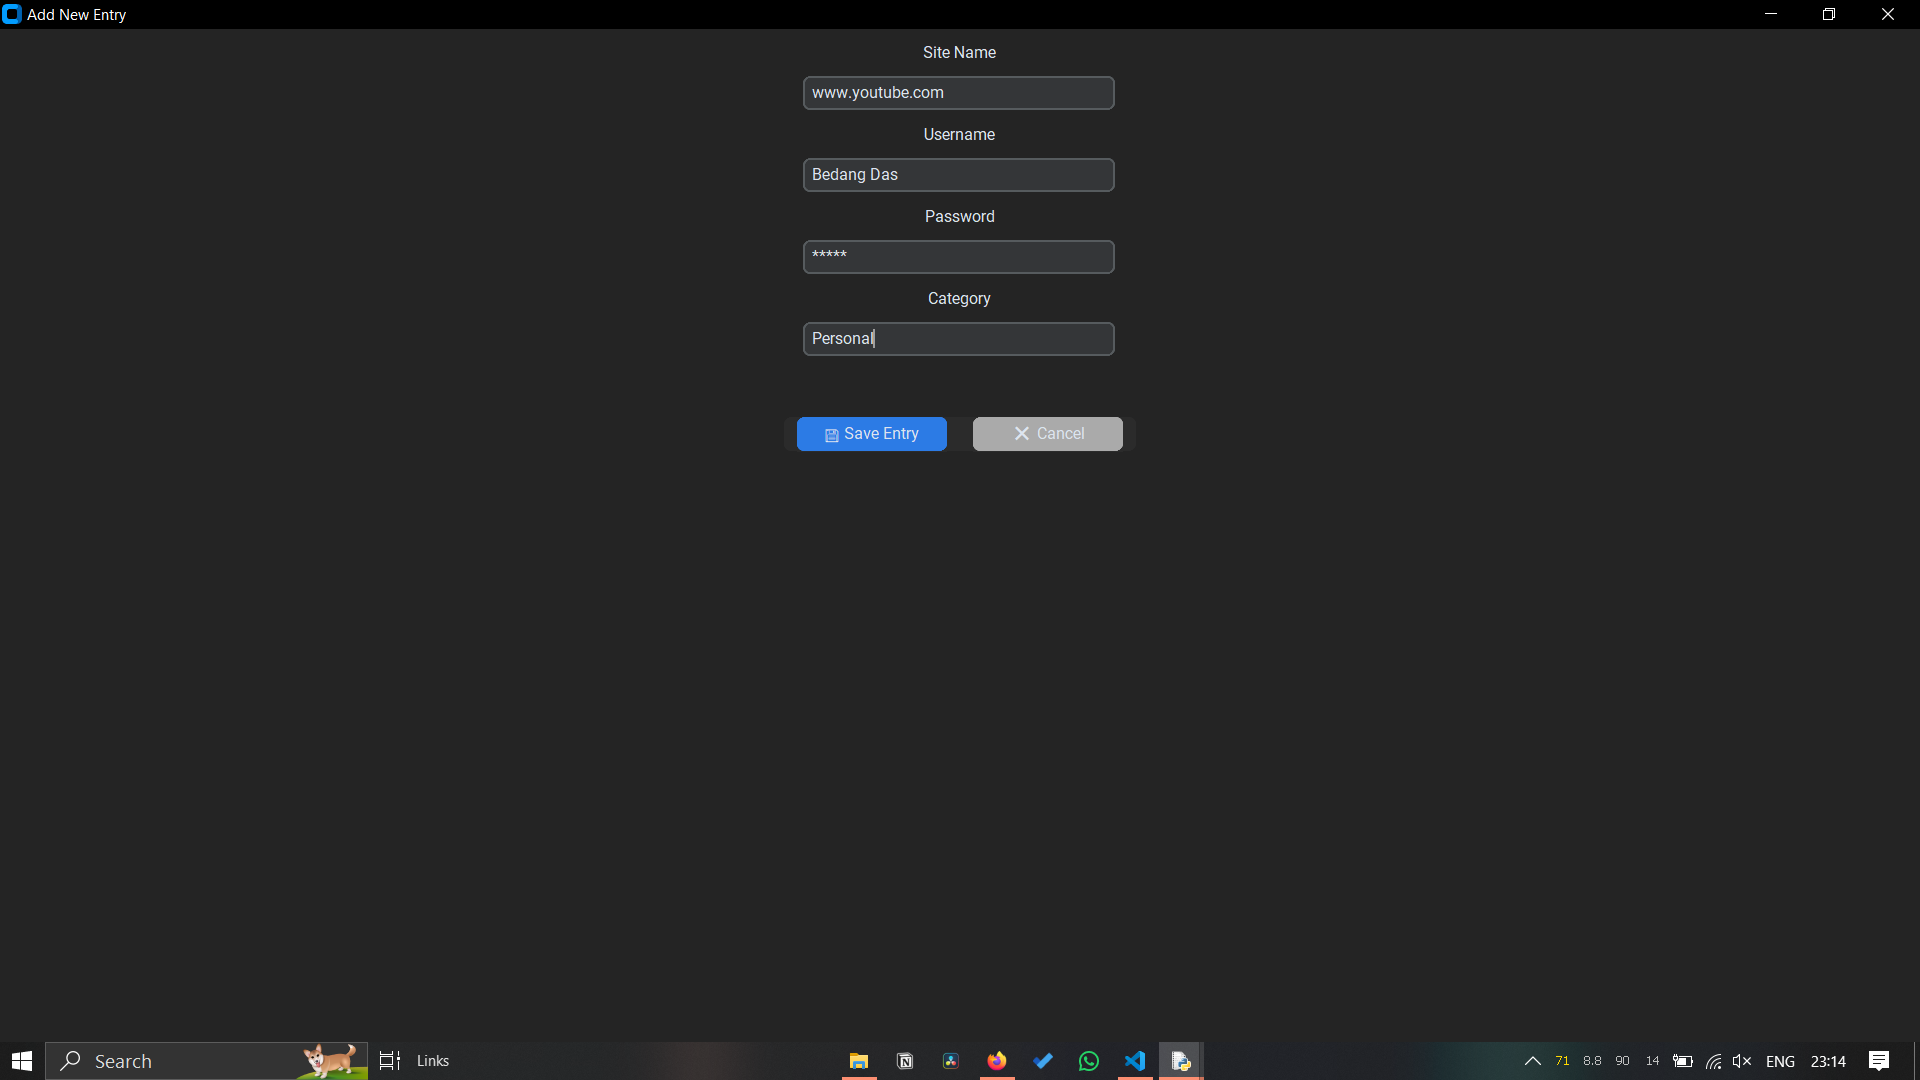 Add New Entry
Site Name
www.youtube.com
Username
Bedang Das
Password
*****
Category
Personal
Save Entry
Cancel
Search
Links
71 8.8 90 14 ENG 23:14